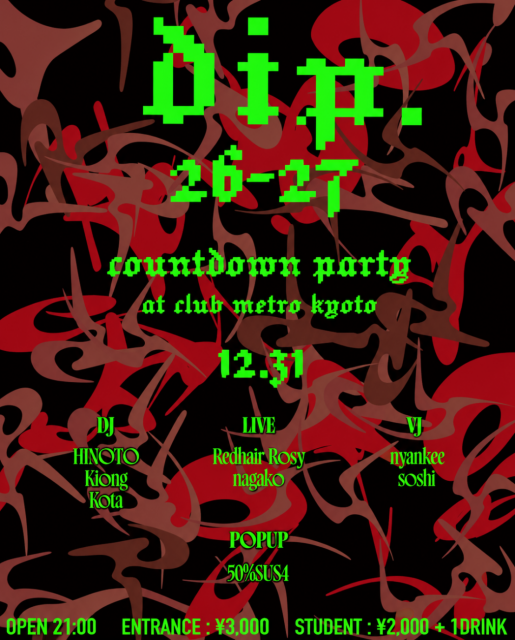 dip.
26-27
countdown party
at club metro kyoto
12.31
DJ
HINOTO
Kiong
Kota
LIVE
Redhair Rosy
nagako
VJ
nyankee
soshi
POPUP
50%SUS4
OPEN 21:00 ENTRANCE : ¥3,000 STUDENT : ¥2,000 + 1DRINK